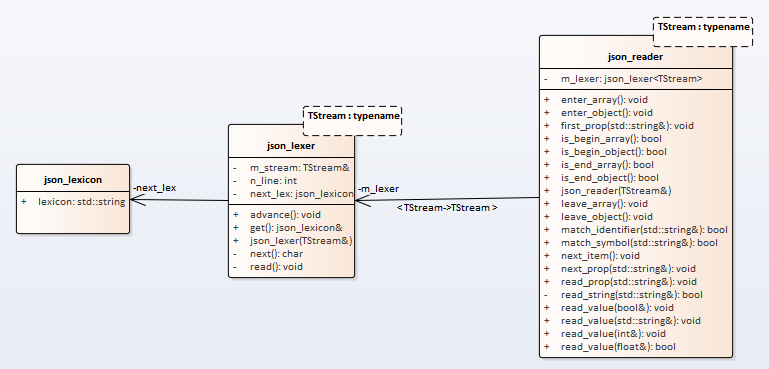 TStream : typename
json_reader
- m_lexer: json_lexer<TStream>
+ enter_array(): void
+ enter_object(): void
+ first_prop(std::string&): void
+ is_begin_array(): bool
+ is_begin_object(): bool
+ is_end_array(): bool
+ is_end_object(): bool
+ json_reader(TStream&)
+ leave_array(): void
+ leave_object(): void
+ match_identifier(std::string&): bool
+ match_symbol(std::string&): bool
+ next_item(): void
+ next_prop(std::string&): void
+ read_prop(std::string&): void
- read_string(std::string&): bool
+ read_value(bool&): void
+ read_value(std::string&): void
+ read_value(int&): void
+ read_value(float&): bool
TStream : typename
json_lexer
- m_stream: TStream&
- n_line: int
- next_lex: json_lexicon
+ advance(): void
+ get(): json_lexicon&
+ json_lexer(TStream&)
- next(): char
- read(): void
json_lexicon
+ lexicon: std::string
-next_lex
-m_lexer
< TStream->TStream >